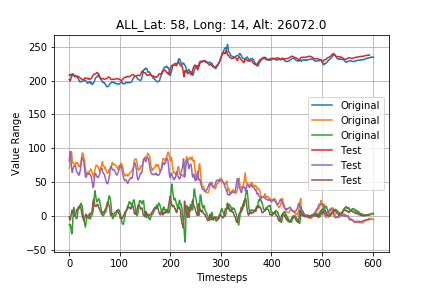 ALL_Lat: 58, Long: 14, Alt: 26072.0
Value Range
250
200
150
100
50
0
−50
Original
Original
Original
Test
Test
Test
0 100 200 300 400 500 600
Timesteps